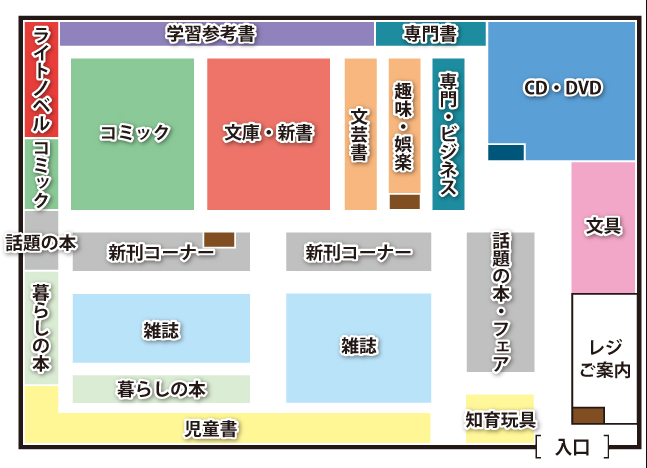 ライトノベル
学習参考書
専門書
CD・DVD
コミック
文庫・新書
文芸書
趣味・娯楽
専門・ビジネス
コミック
文具
話題の本
新刊コーナー
新刊コーナー
話題の本・フェア
暮らしの本
雑誌
雑誌
レジ
ご案内
暮らしの本
児童書
知育玩具
[ 入口 ]